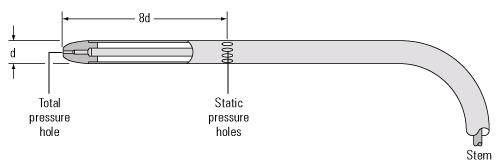 8d
d
Total
pressure
hole
Static
pressure
holes
Stem